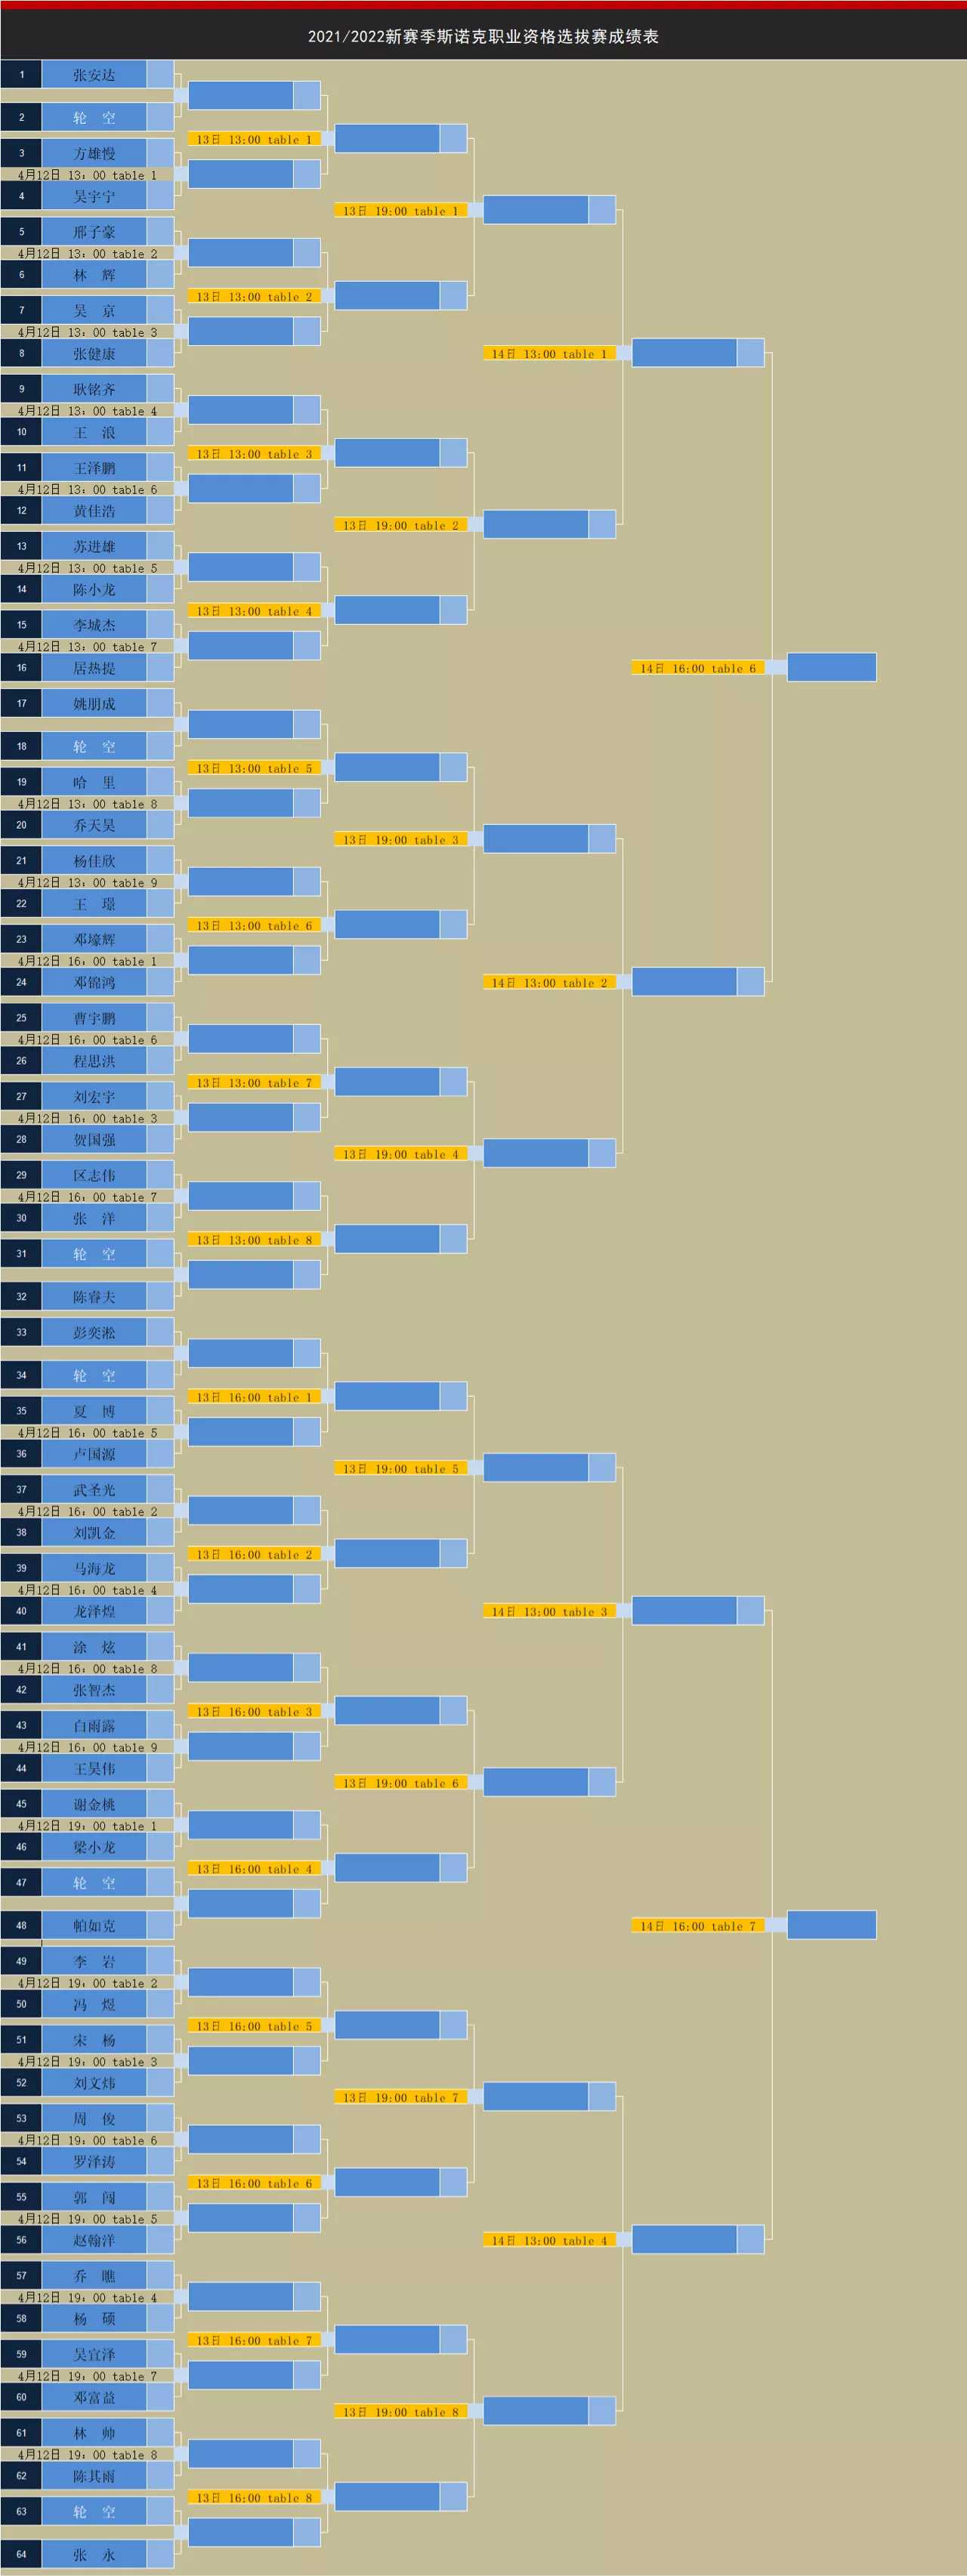 2021/2022新赛季斯诺克职业资格选拔赛成绩表
1 张安达
2 轮 空
13日 13:00 table 1
3 方雄慢
4月12日 13：00 table 1
4 吴宇宁
13日 19:00 table 1
5 邢子豪
4月12日 13：00 table 2
6 林 辉
13日 13:00 table 2
7 吴 京
4月12日 13：00 table 3
8 张健康
14日 13:00 table 1
9 耿铭齐
4月12日 13：00 table 4
10 王 浪
13日 13:00 table 3
11 王泽鹏
4月12日 13：00 table 6
12 黄佳浩
13日 19:00 table 2
13 苏进雄
4月12日 13：00 table 5
14 陈小龙
13日 13:00 table 4
15 李城杰
4月12日 13：00 table 7
16 居热提
14日 16:00 table 6
17 姚朋成
18 轮 空
13日 13:00 table 5
19 哈 里
4月12日 13：00 table 8
20 乔天昊
13日 19:00 table 3
21 杨佳欣
4月12日 13：00 table 9
22 王 璟
13日 13:00 table 6
23 邓壕辉
4月12日 16：00 table 1
24 邓锦鸿
14日 13:00 table 2
25 曹宇鹏
4月12日 16：00 table 6
26 程思洪
13日 13:00 table 7
27 刘宏宇
4月12日 16：00 table 3
28 贺国强
13日 19:00 table 4
29 区志伟
4月12日 16：00 table 7
30 张 洋
13日 13:00 table 8
31 轮 空
32 陈睿夫
33 彭奕淞
34 轮 空
13日 16:00 table 1
35 夏 博
4月12日 16：00 table 5
36 卢国源
13日 19:00 table 5
37 武圣光
4月12日 16：00 table 2
38 刘凯金
13日 16:00 table 2
39 马海龙
4月12日 16：00 table 4
40 龙泽煌
14日 13:00 table 3
41 涂 炫
4月12日 16：00 table 8
42 张智杰
13日 16:00 table 3
43 白雨露
4月12日 16：00 table 9
44 王昊伟
13日 19:00 table 6
45 谢金桃
4月12日 19：00 table 1
46 梁小龙
13日 16:00 table 4
47 轮 空
48 帕如克
14日 16:00 table 7
49 李 岩
4月12日 19：00 table 2
50 冯 煜
13日 16:00 table 5
51 宋 杨
4月12日 19：00 table 3
52 刘文炜
13日 19:00 table 7
53 周 俊
4月12日 19：00 table 6
54 罗泽涛
13日 16:00 table 6
55 郭 闯
4月12日 19：00 table 5
56 赵翰洋
14日 13:00 table 4
57 乔 瞧
4月12日 19：00 table 4
58 杨 硕
13日 16:00 table 7
59 吴宜泽
4月12日 19：00 table 7
60 邓富益
13日 19:00 table 8
61 林 帅
4月12日 19：00 table 8
62 陈其雨
13日 16:00 table 8
63 轮 空
64 张 永